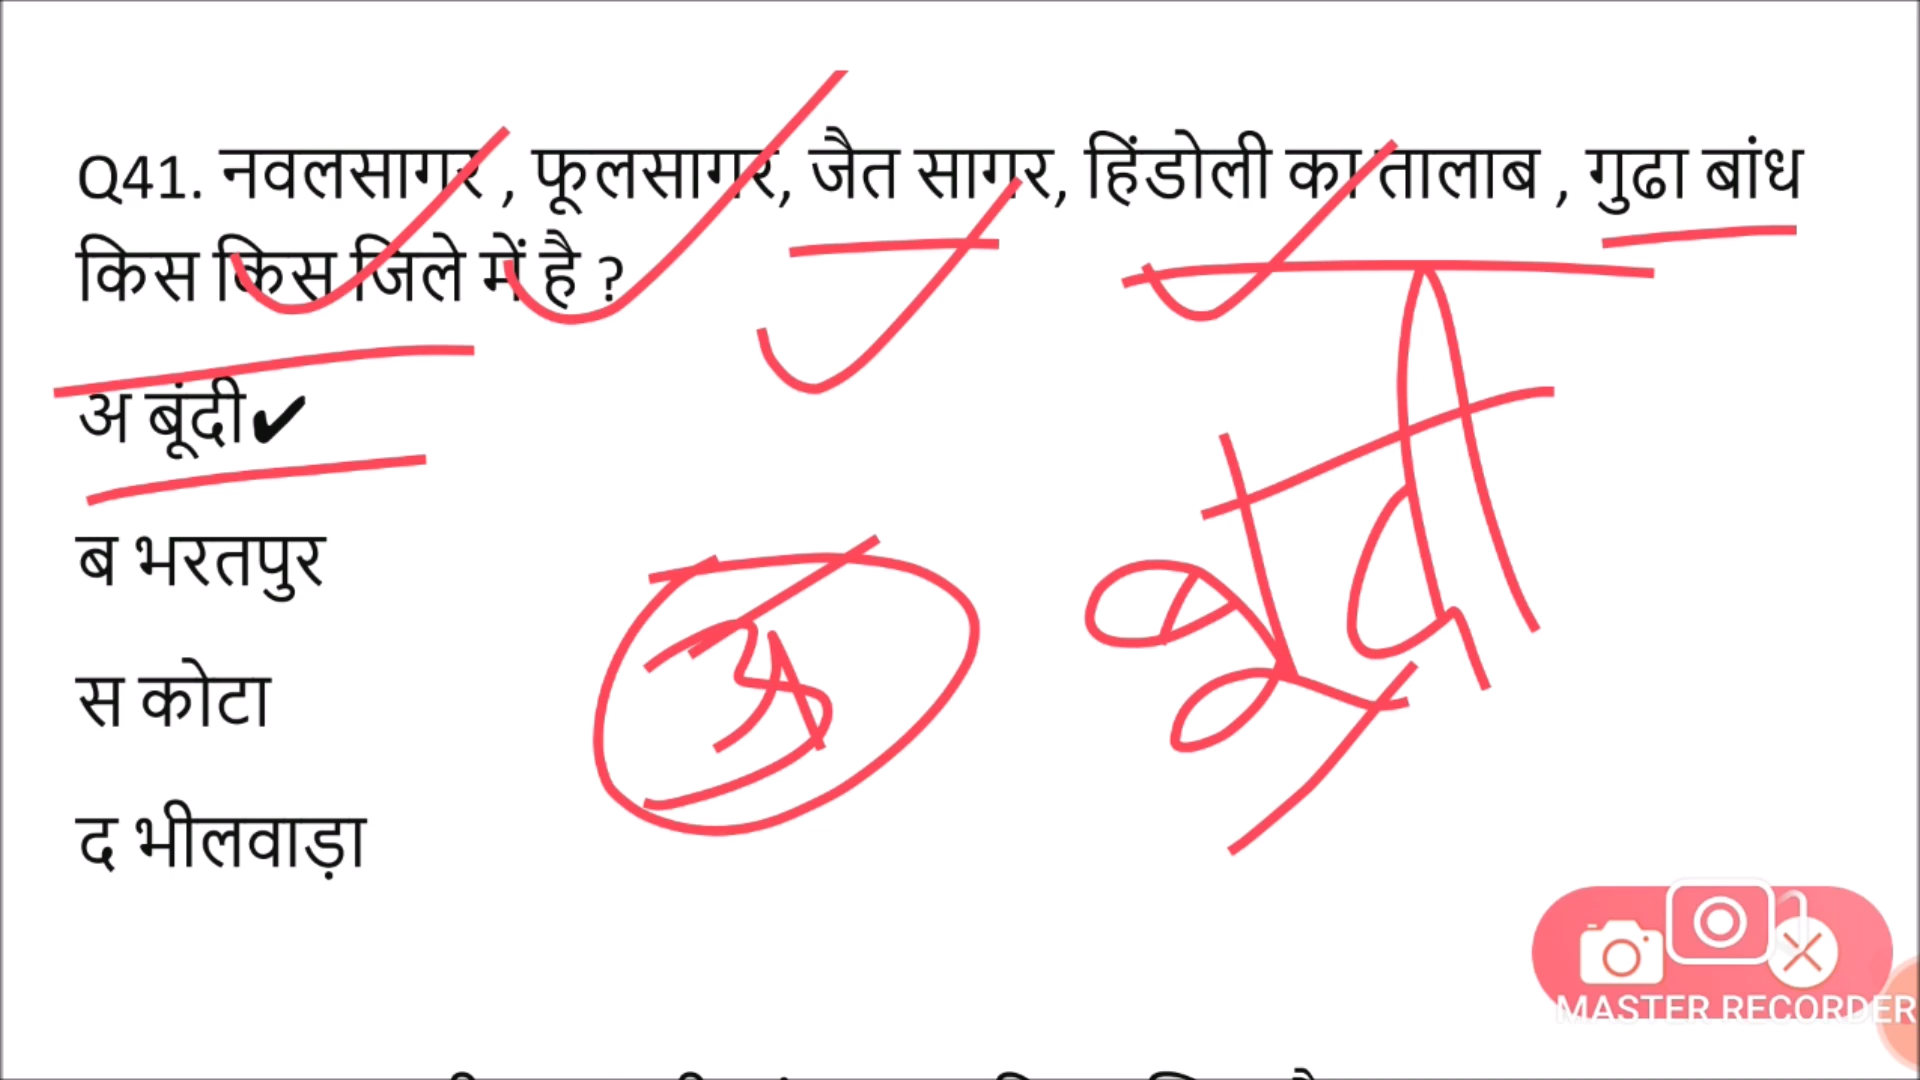 Q41. नवलसागर , फूलसागर, जैत सागर, हिंडोली का तालाब , गुढा बांध
किस किस जिले में है ?
अ बूंदी✔
ब भरतपुर
स कोटा
द भीलवाड़ा
अ
बूंदी
MASTER RECORDER